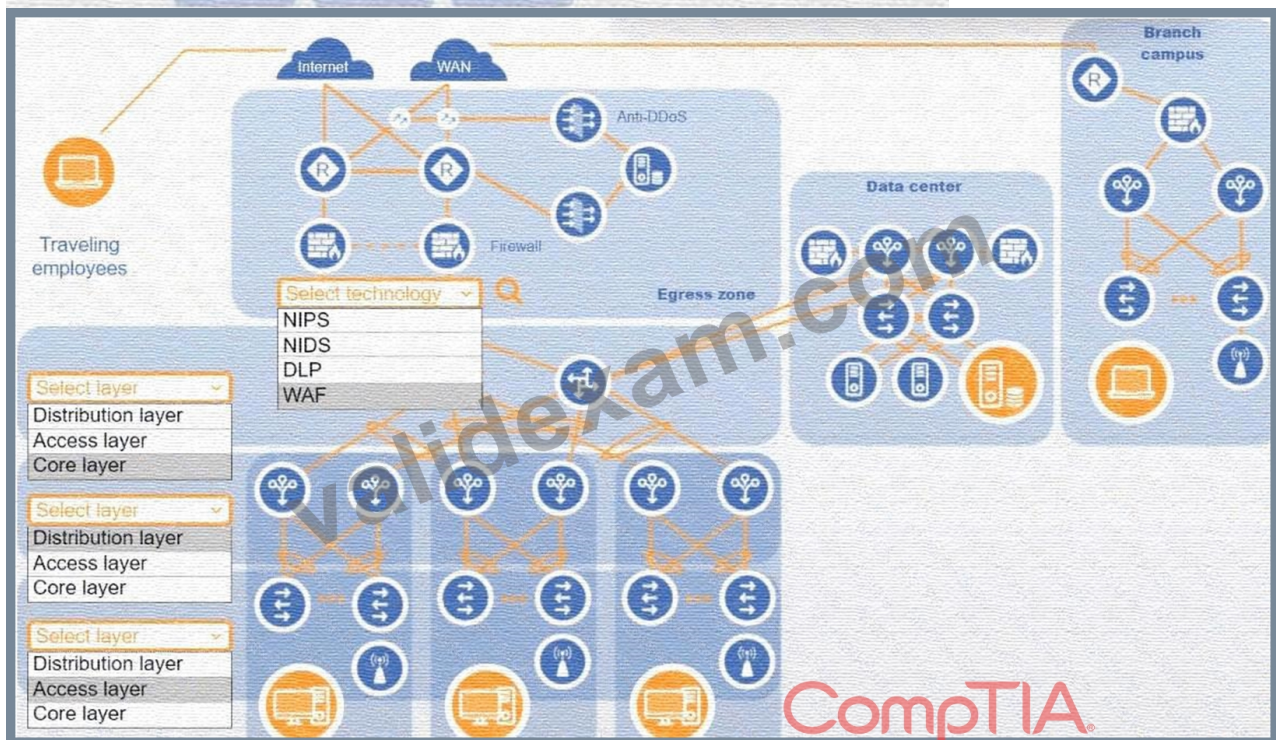 Internet
WAN
Branch
campus
R
Anti-DDoS
R
R
Data center
Traveling
employees
Firewall
Select technology
Egress zone
NIPS
NIDS
DLP
WAF
Select layer
Distribution layer
Access layer
Core layer
Select layer
Distribution layer
Access layer
Core layer
Select layer
Distribution layer
Access layer
Core layer
validexam.com
CompTIA.